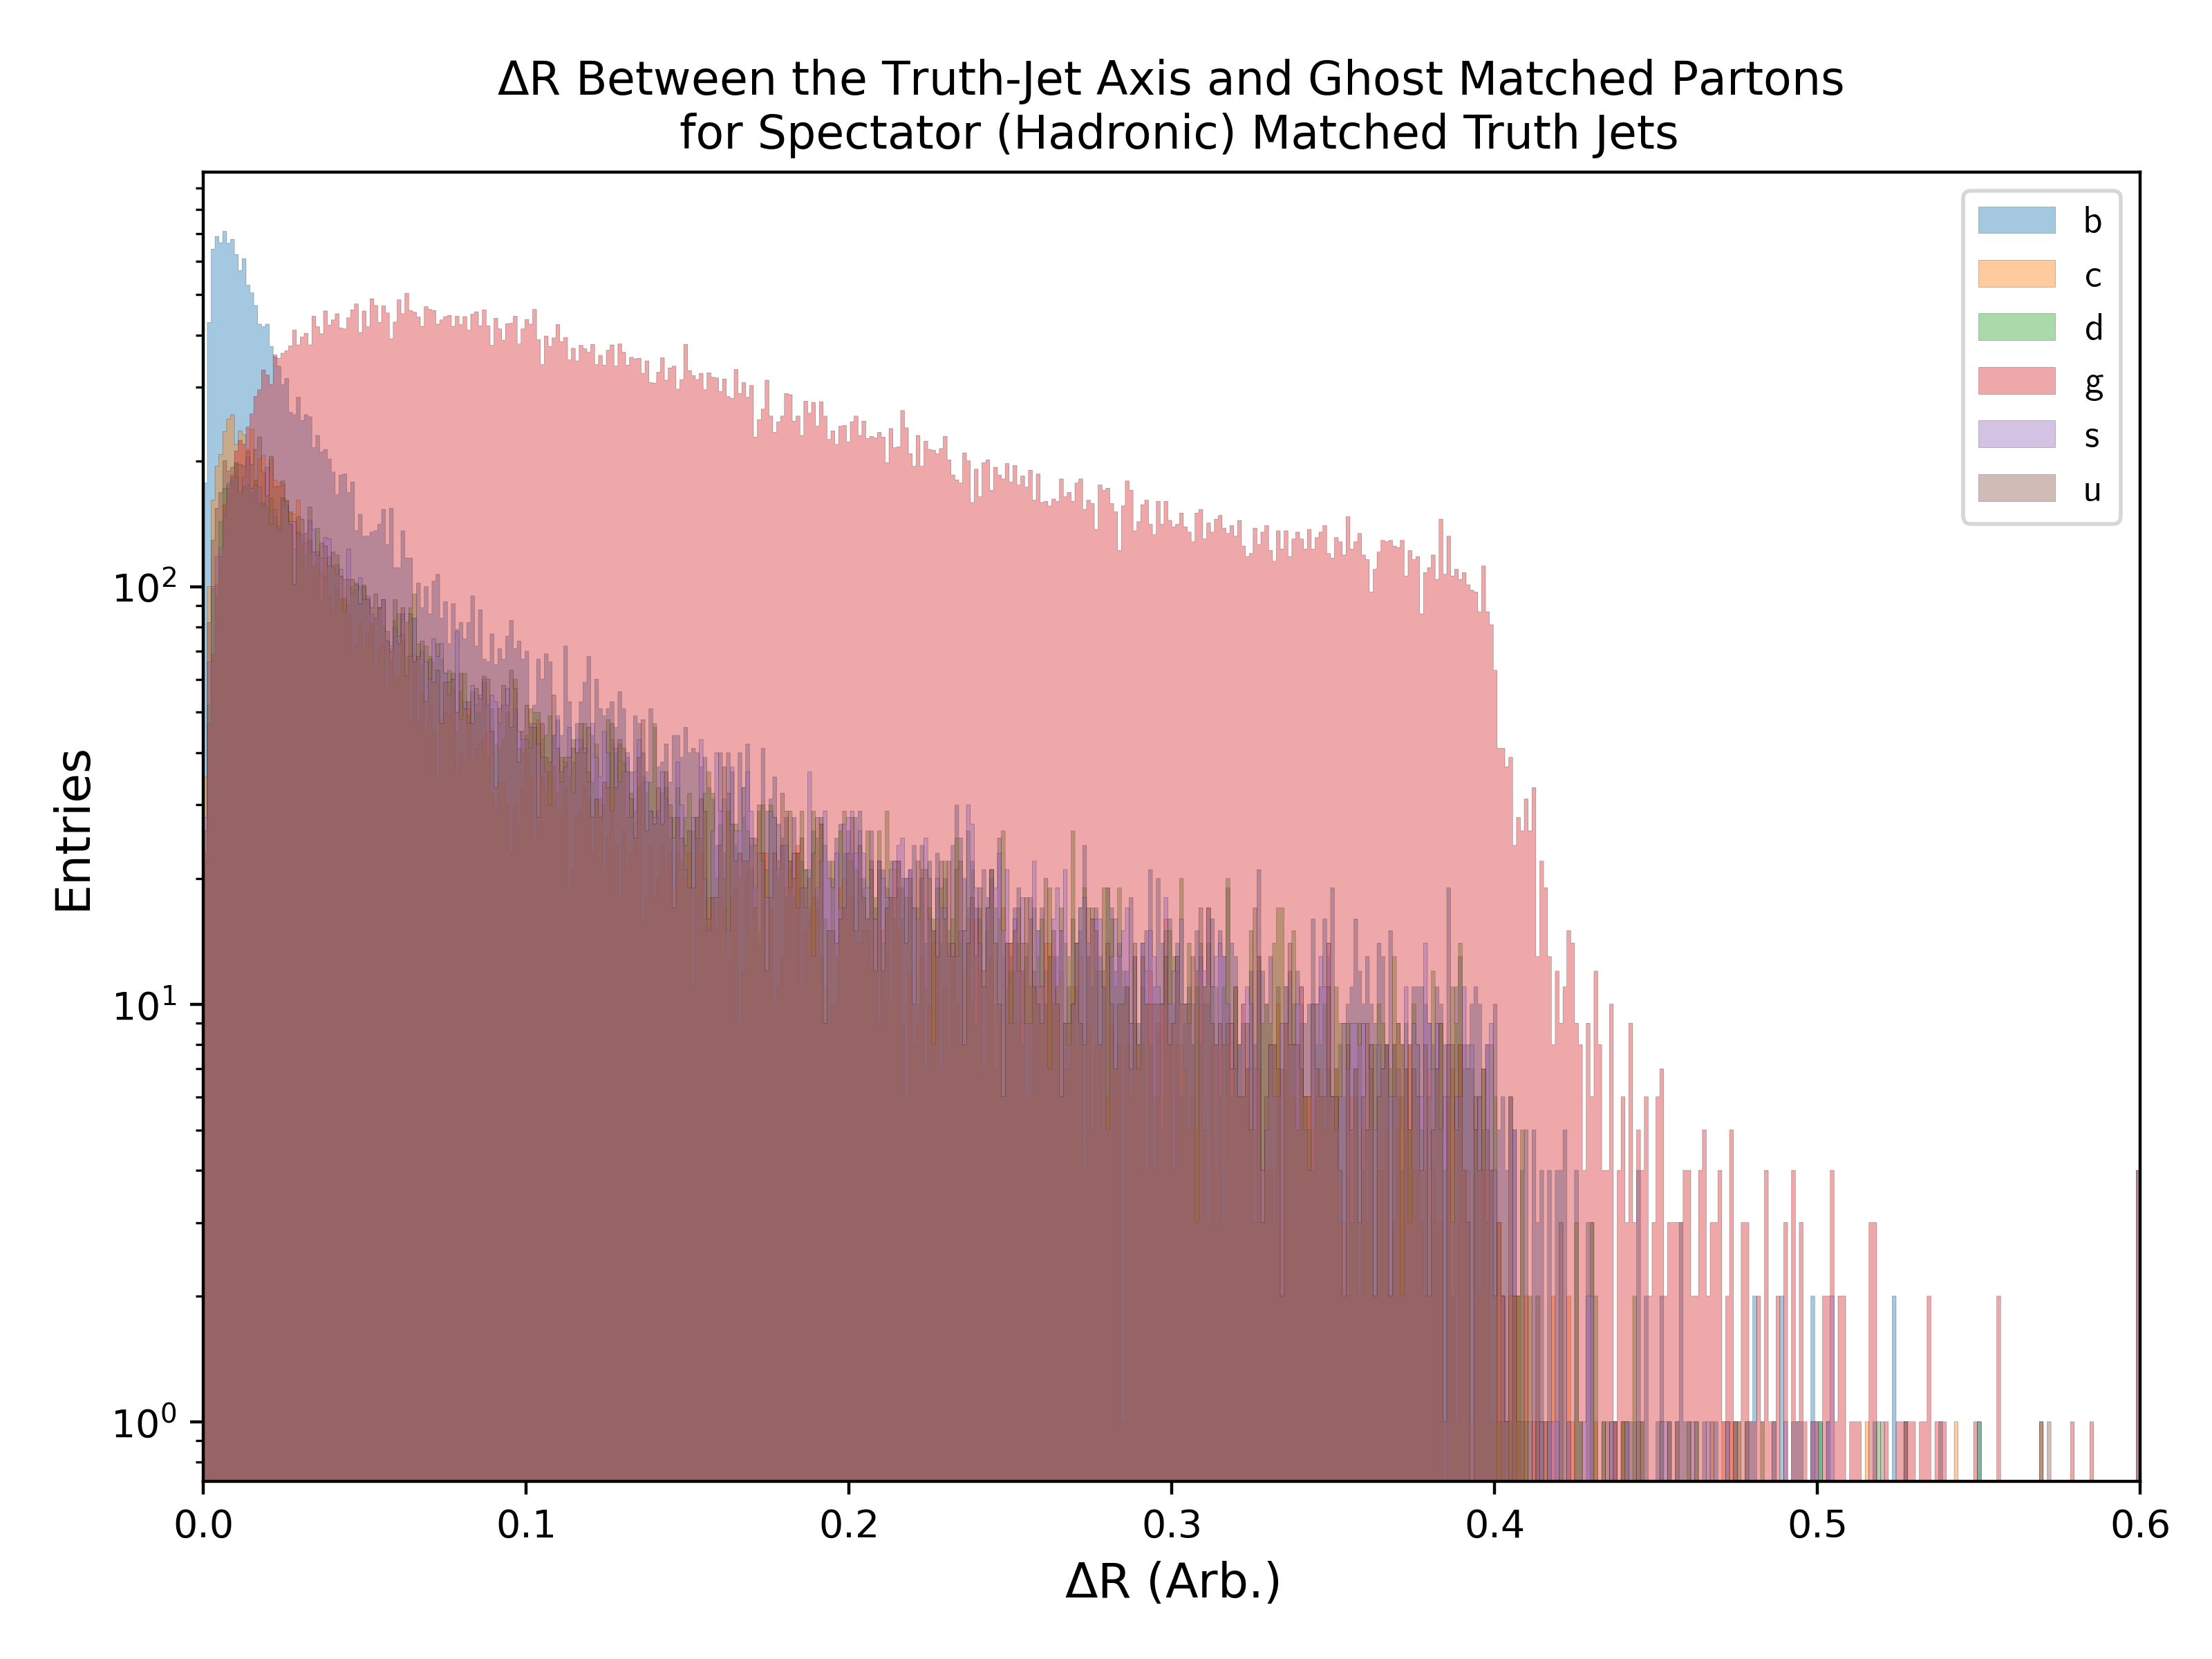 ΔR Between the Truth-Jet Axis and Ghost Matched Partons
for Spectator (Hadronic) Matched Truth Jets
b
c
d
g
s
u
Entries
10²
10¹
10⁰
0.0 0.1 0.2 0.3 0.4 0.5 0.6
ΔR (Arb.)